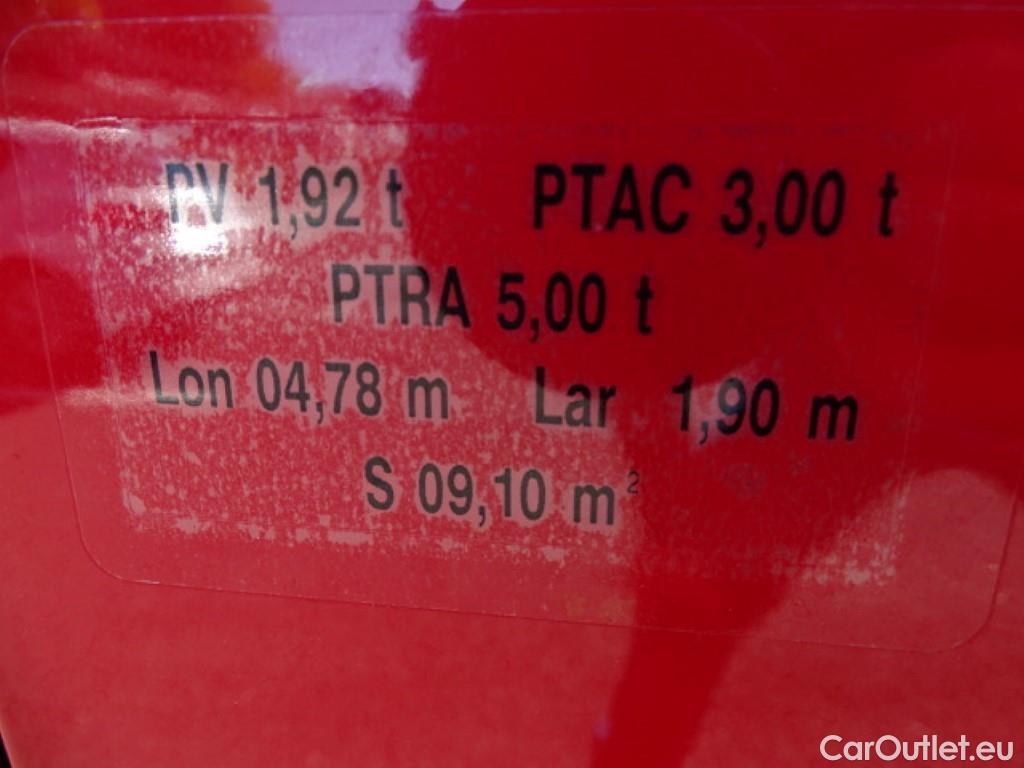 PV 1,92 t PTAC 3,00 t
PTRA 5,00 t
Lon 04,78 m Lar 1,90 m
S 09,10 m²
CarOutlet.eu